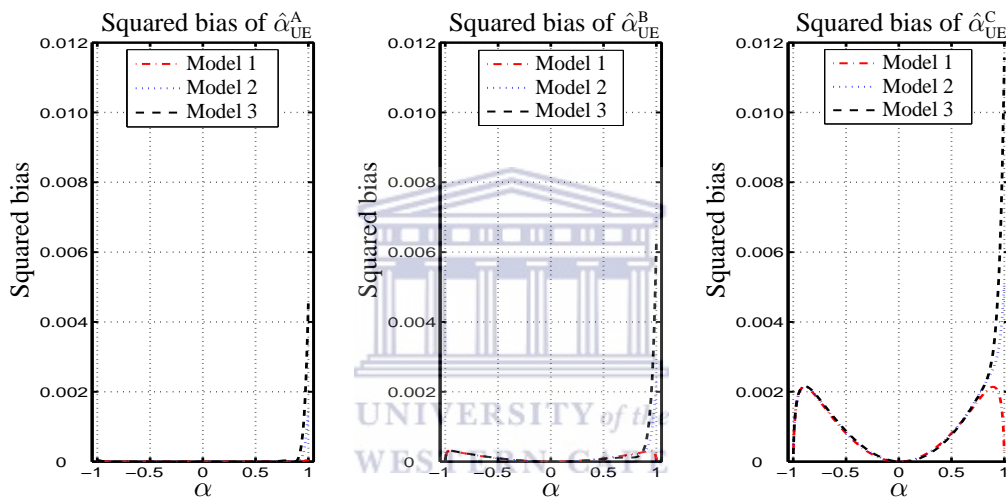 Squared bias of α̂ᴬ_UE
Squared bias
0.012
0.010
0.008
0.006
0.004
0.002
0
Model 1
Model 2
Model 3
−1 −0.5 0 0.5 1
α
Squared bias of α̂ᴮ_UE
Squared bias
0.012
0.010
0.008
0.006
0.004
0.002
0
Model 1
Model 2
Model 3
−1 −0.5 0 0.5 1
α
Squared bias of α̂ᶜ_UE
Squared bias
0.012
0.010
0.008
0.006
0.004
0.002
0
Model 1
Model 2
Model 3
−1 −0.5 0 0.5 1
α
UNIVERSITY of the
WESTERN CAPE